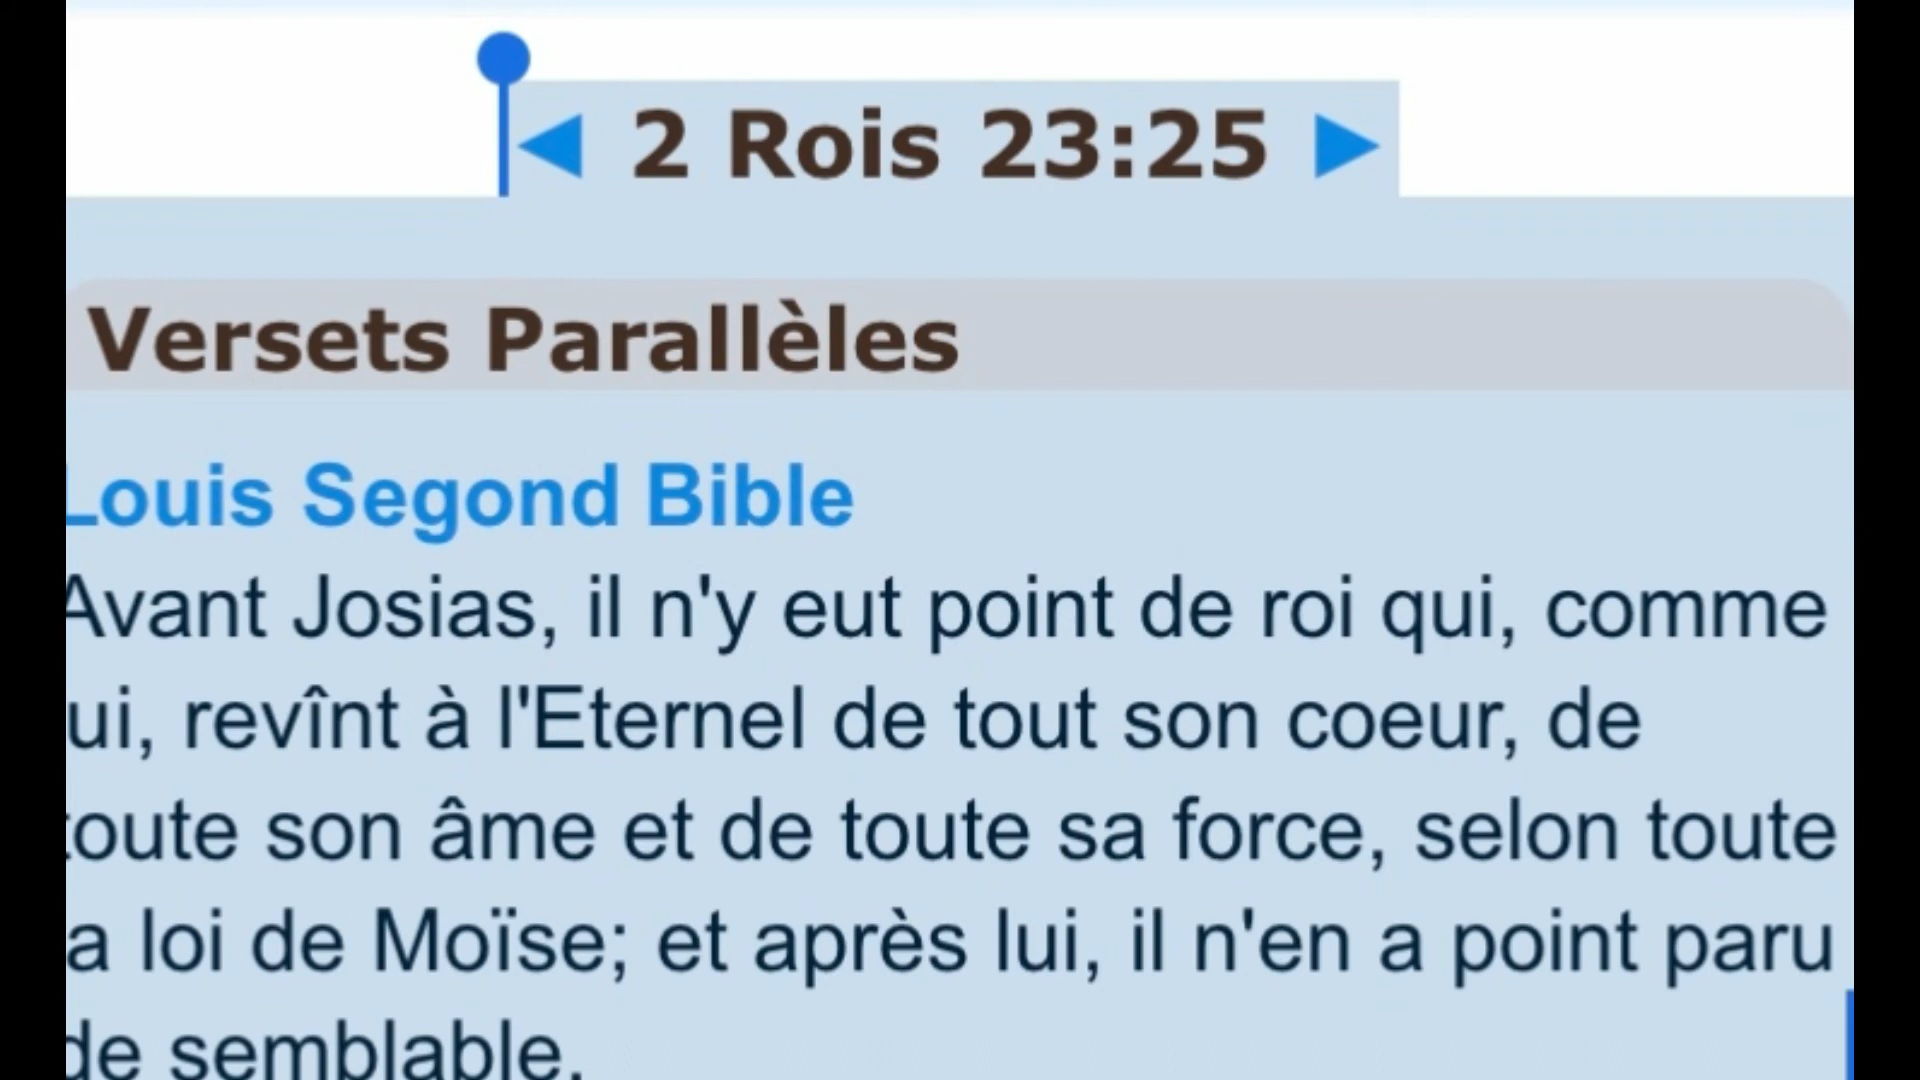 2 Rois 23:25
Versets Parallèles
Louis Segond Bible
Avant Josias, il n'y eut point de roi qui, comme
ui, revînt à l'Eternel de tout son coeur, de
toute son âme et de toute sa force, selon toute
a loi de Moïse; et après lui, il n'en a point paru
de semblable.